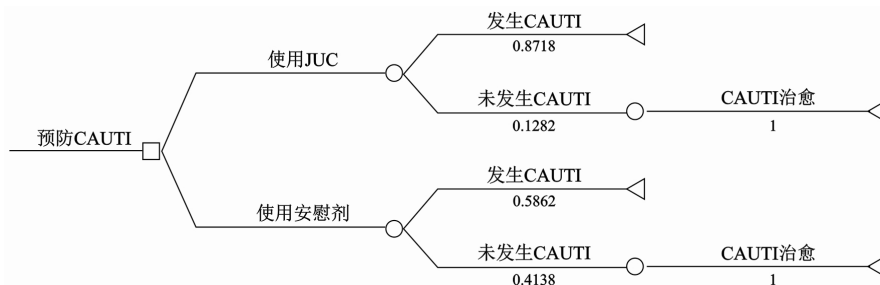 发生CAUTI
0.8718
使用JUC
未发生CAUTI
0.1282
CAUTI治愈
1
预防CAUTI
发生CAUTI
0.5862
使用安慰剂
未发生CAUTI
0.4138
CAUTI治愈
1